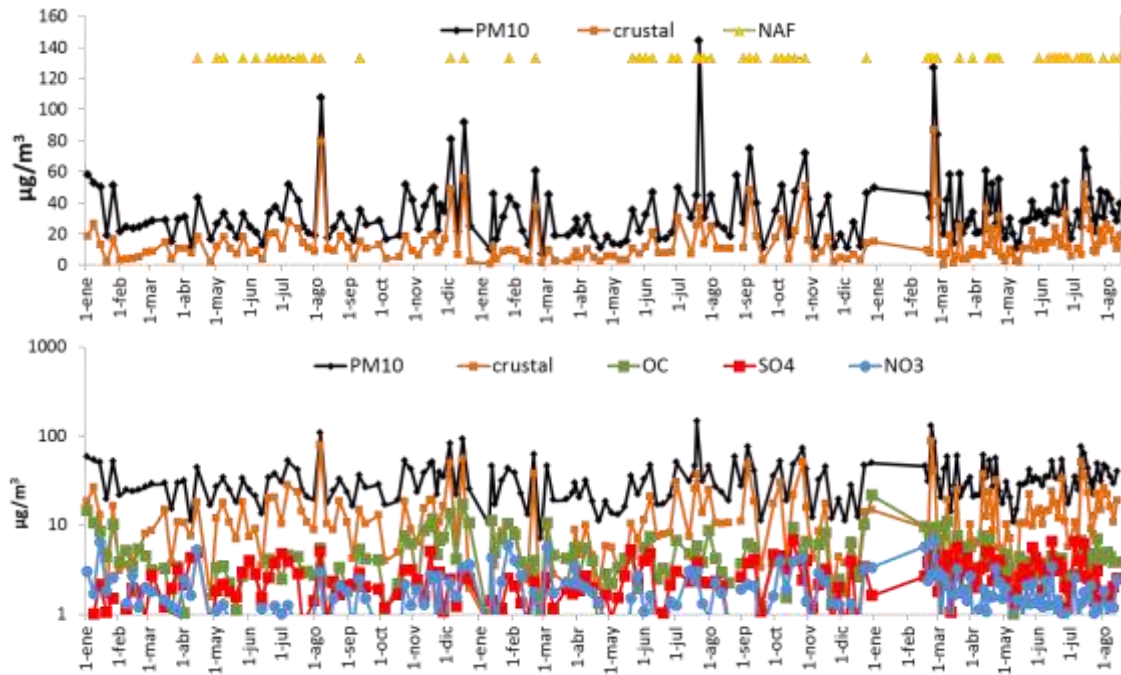 160
PM10 crustal NAF
140
120
100
µg/m³
80
60
40
20
0
1-ene 1-feb 1-mar 1-abr 1-may 1-jun 1-jul 1-ago 1-sep 1-oct 1-nov 1-dic 1-ene 1-feb 1-mar 1-abr 1-may 1-jun 1-jul 1-ago 1-sep 1-oct 1-nov 1-dic 1-ene 1-feb 1-mar 1-abr 1-may 1-jun 1-jul 1-ago
1000
PM10 crustal OC SO4 NO3
100
µg/m³
10
1
1-ene 1-feb 1-mar 1-abr 1-may 1-jun 1-jul 1-ago 1-sep 1-oct 1-nov 1-dic 1-ene 1-feb 1-mar 1-abr 1-may 1-jun 1-jul 1-ago 1-sep 1-oct 1-nov 1-dic 1-ene 1-feb 1-mar 1-abr 1-may 1-jun 1-jul 1-ago